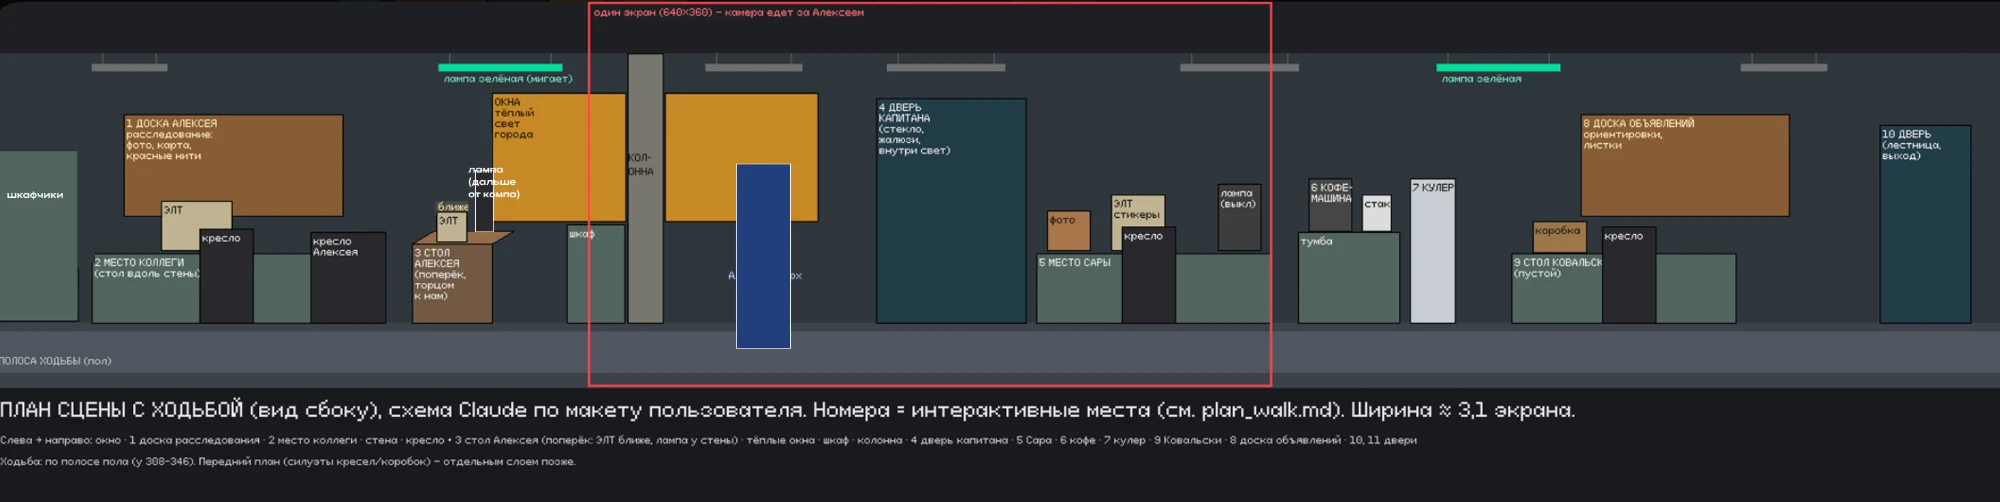 один экран (640×360) — камера едет за Алексеем
лампа зелёная (мигает)
лампа зелёная
1 ДОСКА АЛЕКСЕЯ
расследование:
фото, карта,
красные нити
ОКНА
тёплый
свет
города
КОЛ-
ОННА
4 ДВЕРЬ
КАПИТАНА
(стекло,
жалюзи,
внутри свет)
8 ДОСКА ОБЪЯВЛЕНИЙ
ориентировки,
листки
10 ДВЕРЬ
(лестница,
выход)
шкафчики
лампа
(дальше
от компа)
ЭЛТ
ближе
ЭЛТ
кресло
кресло
Алексея
2 МЕСТО КОЛЛЕГИ
(стол вдоль стены)
3 СТОЛ
АЛЕКСЕЯ
(поперёк,
торцом
к нам)
шкаф
фото
ЭЛТ
стикеры
кресло
лампа
(выкл)
5 МЕСТО САРЫ
6 КОФЕ-
МАШИНА
стак
7 КУЛЕР
тумба
коробка
кресло
9 СТОЛ КОВАЛЬСК
(пустой)
ПОЛОСА ХОДЬБЫ (пол)
ПЛАН СЦЕНЫ С ХОДЬБОЙ (вид сбоку), схема Claude по макету пользователя. Номера = интерактивные места (см. plan_walk.md). Ширина ≈ 3,1 экрана.
Слева → направо: окно · 1 доска расследования · 2 место коллеги · стена · кресло • 3 стол Алексея (поперёк: ЭЛТ ближе, лампа у стены) · тёплые окна · шкаф · колонна · 4 дверь капитана · 5 Сара · 6 кофе · 7 кулер · 9 Ковальски · 8 доска объявлений · 10, 11 двери
Ходьба: по полосе пола (y 308–346). Передний план (силуэты кресел/коробок) — отдельным слоем позже.